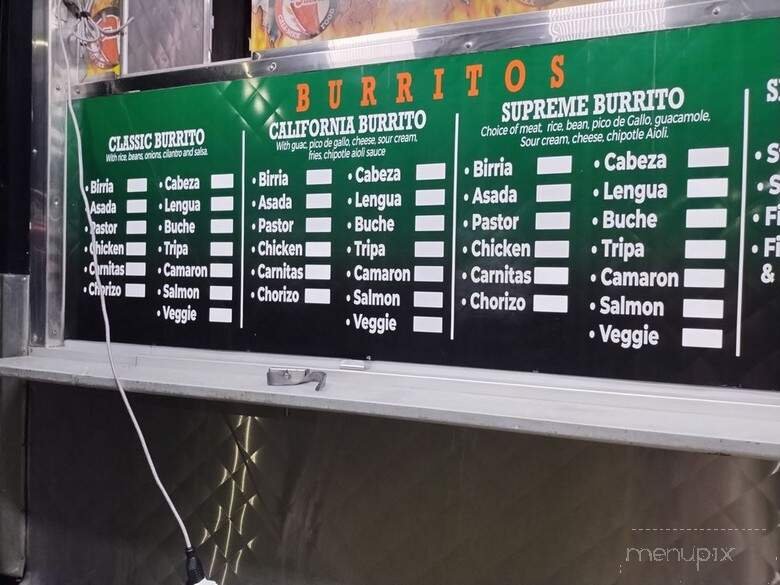 BURRITOS
CLASSIC BURRITO
With rice, beans, onions, cilantro and salsa.
• Birria
• Asada
• Pastor
• Chicken
• Carnitas
• Chorizo
• Cabeza
• Lengua
• Buche
• Tripa
• Camaron
• Salmon
• Veggie
CALIFORNIA BURRITO
With guac, pico de gallo, cheese, sour cream,
fries, chipotle aioli sauce
• Birria
• Asada
• Pastor
• Chicken
• Carnitas
• Chorizo
• Cabeza
• Lengua
• Buche
• Tripa
• Camaron
• Salmon
• Veggie
SUPREME BURRITO
Choice of meat, rice, bean, pico de Gallo, guacamole,
Sour cream, cheese, chipotle Aioli.
• Birria
• Asada
• Pastor
• Chicken
• Carnitas
• Chorizo
• Cabeza
• Lengua
• Buche
• Tripa
• Camaron
• Salmon
• Veggie
&
menupix